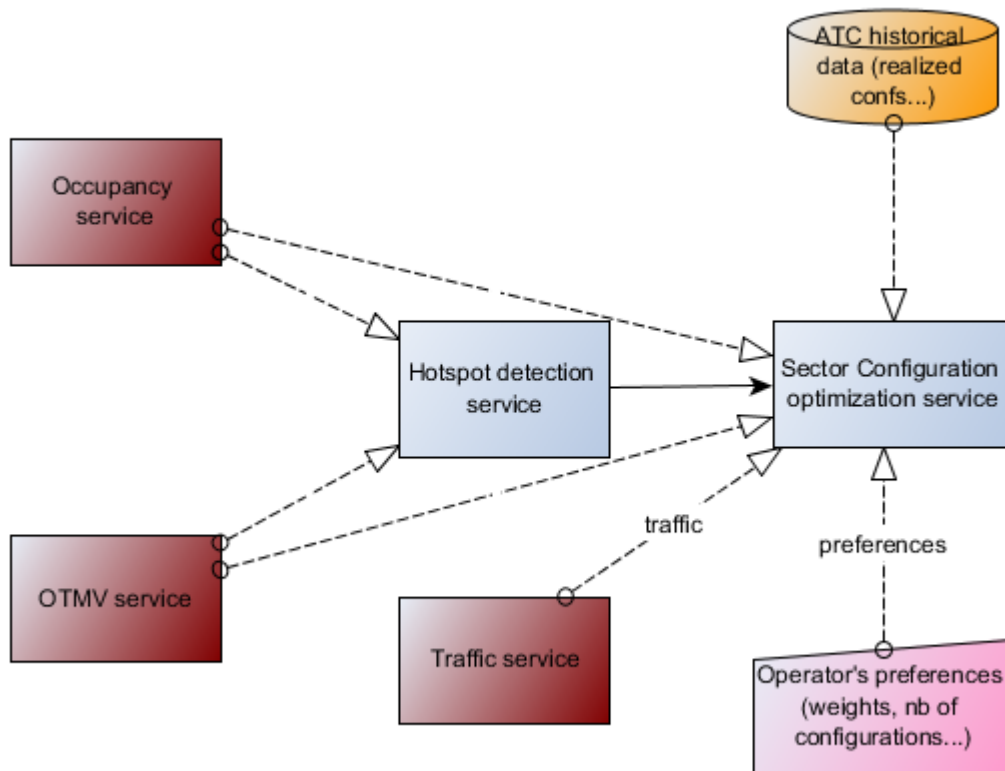 ATC historical
data (realized
confs...)
Occupancy
service
Hotspot detection
service
Sector Configuration
optimization service
traffic
preferences
OTMV service
Traffic service
Operator's preferences
(weights, nb of
configurations...)